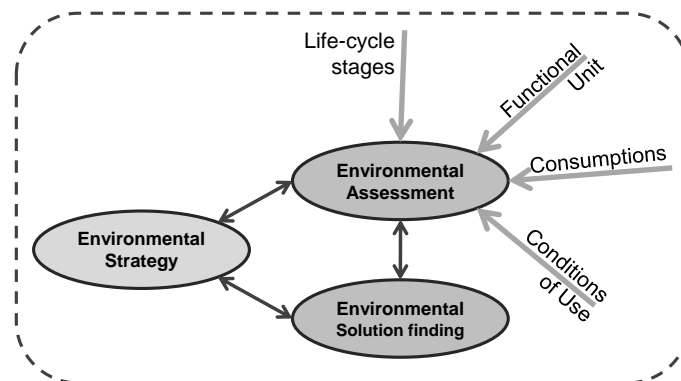 Life-cycle
stages
Functional
Unit
Environmental
Assessment
Consumptions
Environmental
Strategy
Conditions
of Use
Environmental
Solution finding